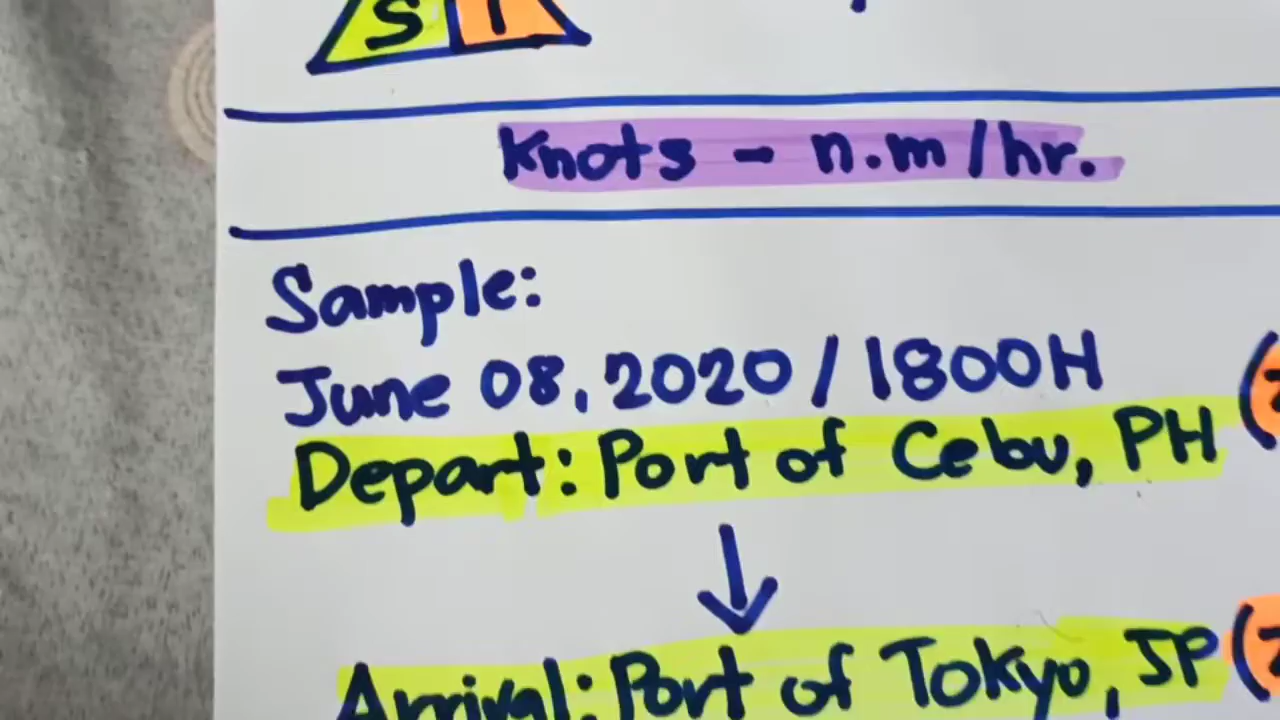 S T
Knots - n.m/hr.
Sample:
June 08, 2020 / 1800H
Depart: Port of Cebu, PH (
Arrival: Port of Tokyo, JP (